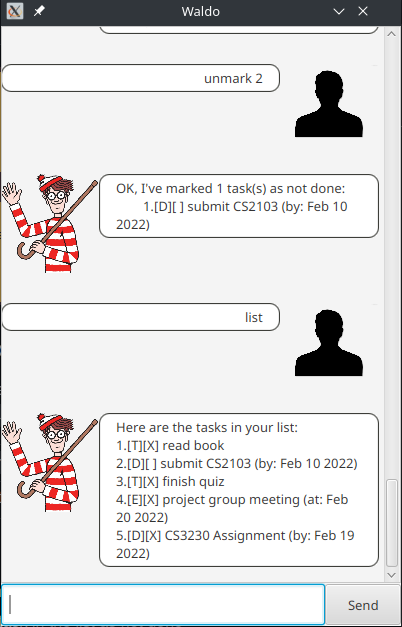 Waldo
unmark 2
OK, I've marked 1 task(s) as not done:
1.[D][ ] submit CS2103 (by: Feb 10
2022)
list
Here are the tasks in your list:
1.[T][X] read book
2.[D][ ] submit CS2103 (by: Feb 10 2022)
3.[T][X] finish quiz
4.[E][X] project group meeting (at: Feb
20 2022)
5.[D][X] CS3230 Assignment (by: Feb 19
2022)
Send